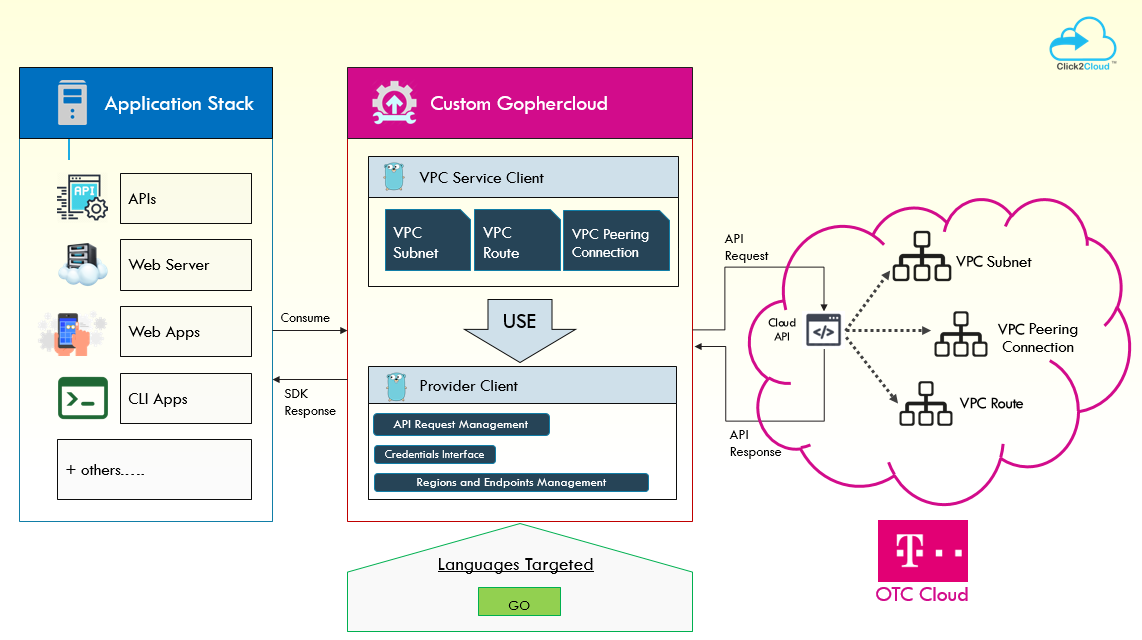 Click2Cloud™
Application Stack
API
APIs
Web Server
Web Apps
CLI Apps
+ others.....
Consume
SDK
Response
Custom Gophercloud
VPC Service Client
VPC
Subnet
VPC
Route
VPC Peering
Connection
USE
Provider Client
API Request Management
Credentials Interface
Regions and Endpoints Management
Languages Targeted
GO
API
Request
API
Response
Cloud
API
</>
VPC Subnet
VPC Peering
Connection
VPC Route
T
OTC Cloud